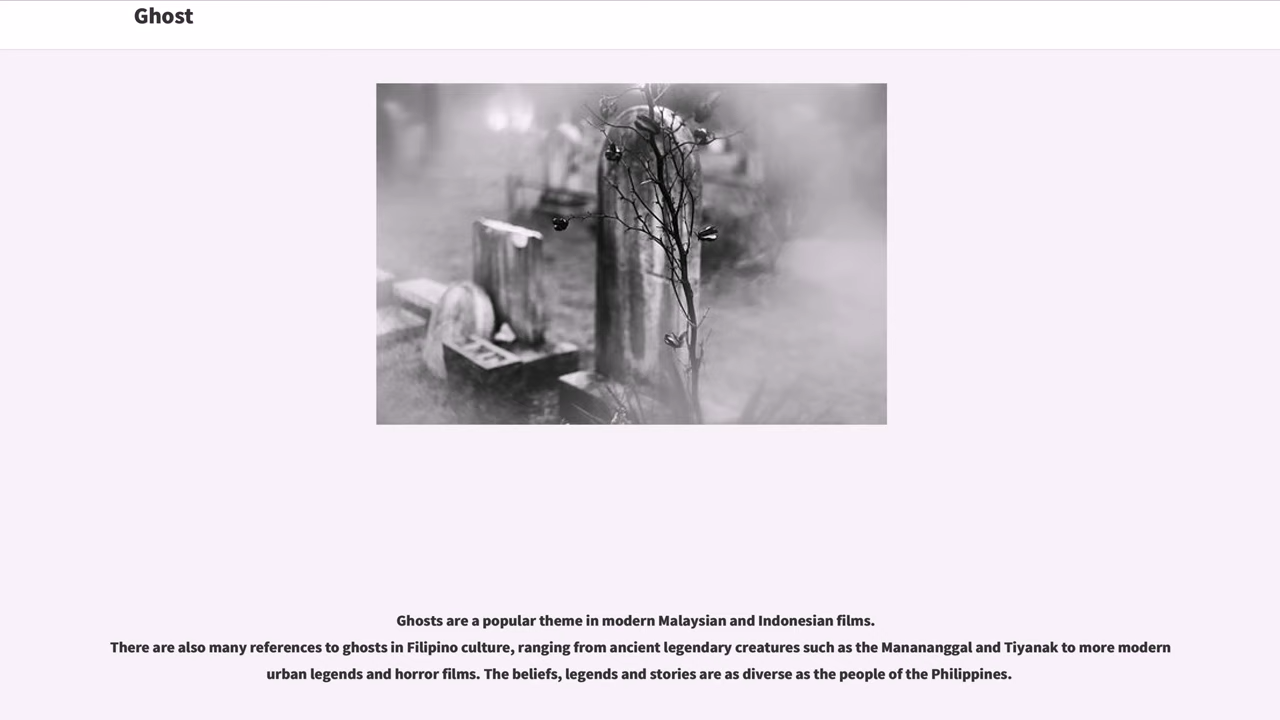 Ghost
Ghosts are a popular theme in modern Malaysian and Indonesian films.
There are also many references to ghosts in Filipino culture, ranging from ancient legendary creatures such as the Manananggal and Tiyanak to more modern
urban legends and horror films. The beliefs, legends and stories are as diverse as the people of the Philippines.